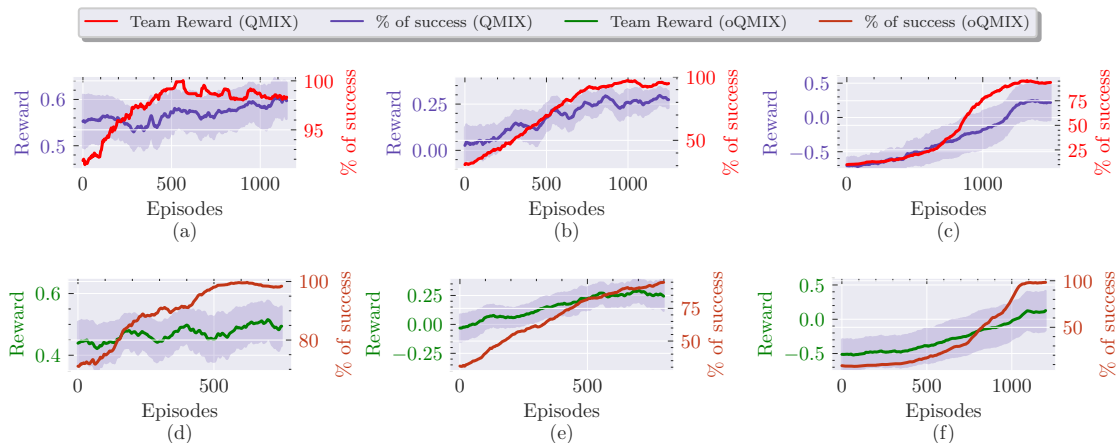 Team Reward (QMIX) % of success (QMIX) Team Reward (oQMIX) % of success (oQMIX)
Reward 0.6 0.5 100 95 % of success
0 500 1000
Episodes
(a)
Reward 0.25 0.00 100 50 % of success
0 500 1000
Episodes
(b)
Reward 0.5 0.0 −0.5 75 50 25 % of success
0 1000
Episodes
(c)
Reward 0.6 0.4 100 80 % of success
0 500
Episodes
(d)
Reward 0.25 0.00 −0.25 75 50 % of success
0 500
Episodes
(e)
Reward 0.5 0.0 −0.5 100 50 % of success
0 500 1000
Episodes
(f)